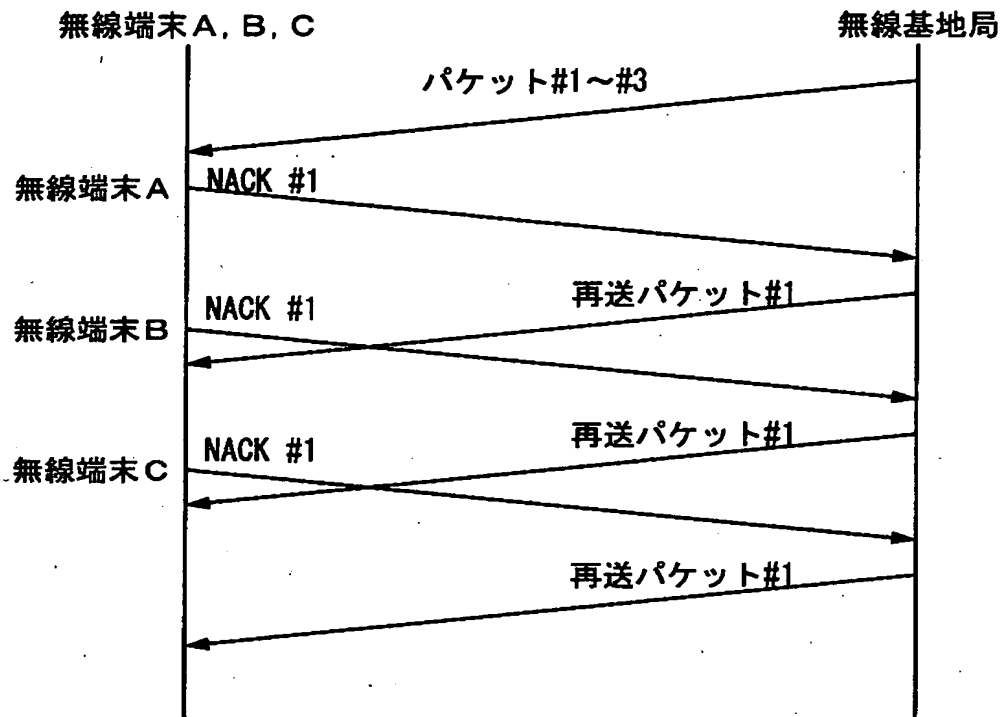 無線端末A, B, C
無線基地局
パケット#1～#3
無線端末A
NACK #1
再送パケット#1
NACK #1
無線端末B
再送パケット#1
NACK #1
無線端末C
再送パケット#1